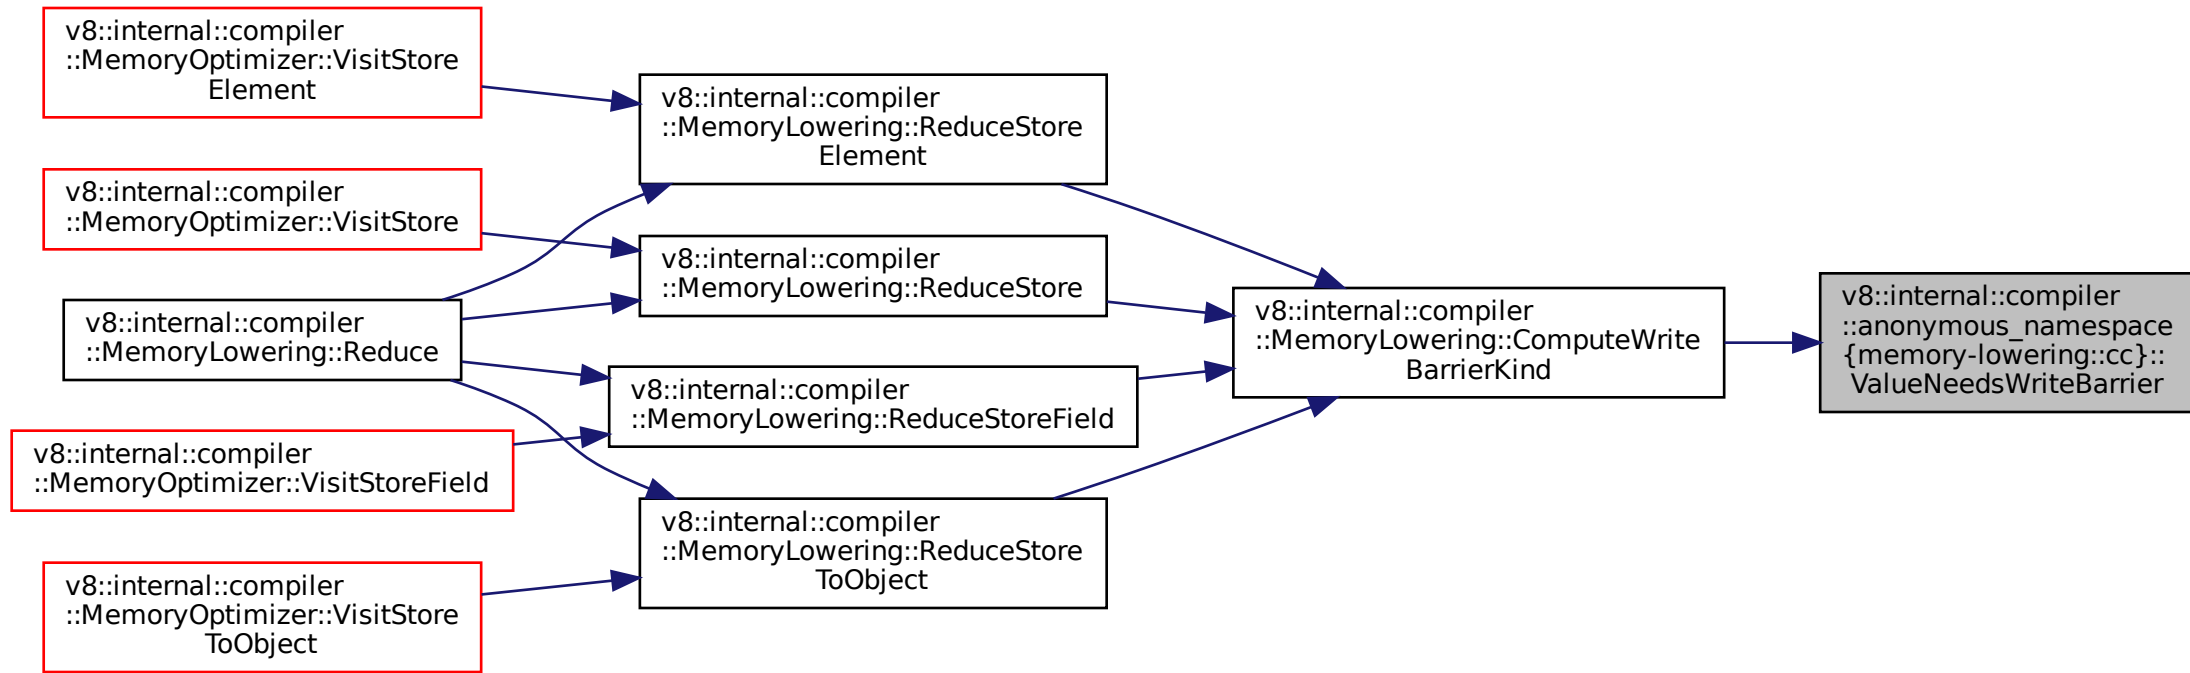 v8::internal::compiler
::MemoryOptimizer::VisitStore
Element
v8::internal::compiler
::MemoryOptimizer::VisitStore
v8::internal::compiler
::MemoryLowering::Reduce
v8::internal::compiler
::MemoryOptimizer::VisitStoreField
v8::internal::compiler
::MemoryOptimizer::VisitStore
ToObject
v8::internal::compiler
::MemoryLowering::ReduceStore
Element
v8::internal::compiler
::MemoryLowering::ReduceStore
v8::internal::compiler
::MemoryLowering::ReduceStoreField
v8::internal::compiler
::MemoryLowering::ReduceStore
ToObject
v8::internal::compiler
::MemoryLowering::ComputeWrite
BarrierKind
v8::internal::compiler
::anonymous_namespace
{memory-lowering::cc}::
ValueNeedsWriteBarrier